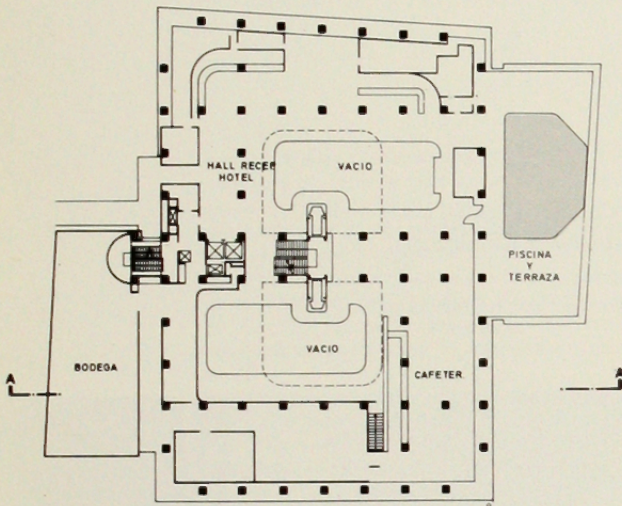 HALL RECEP
HOTEL
VACIO
PISCINA
Y
TERRAZA
VACIO
BODEGA
CAFETER.
A
A